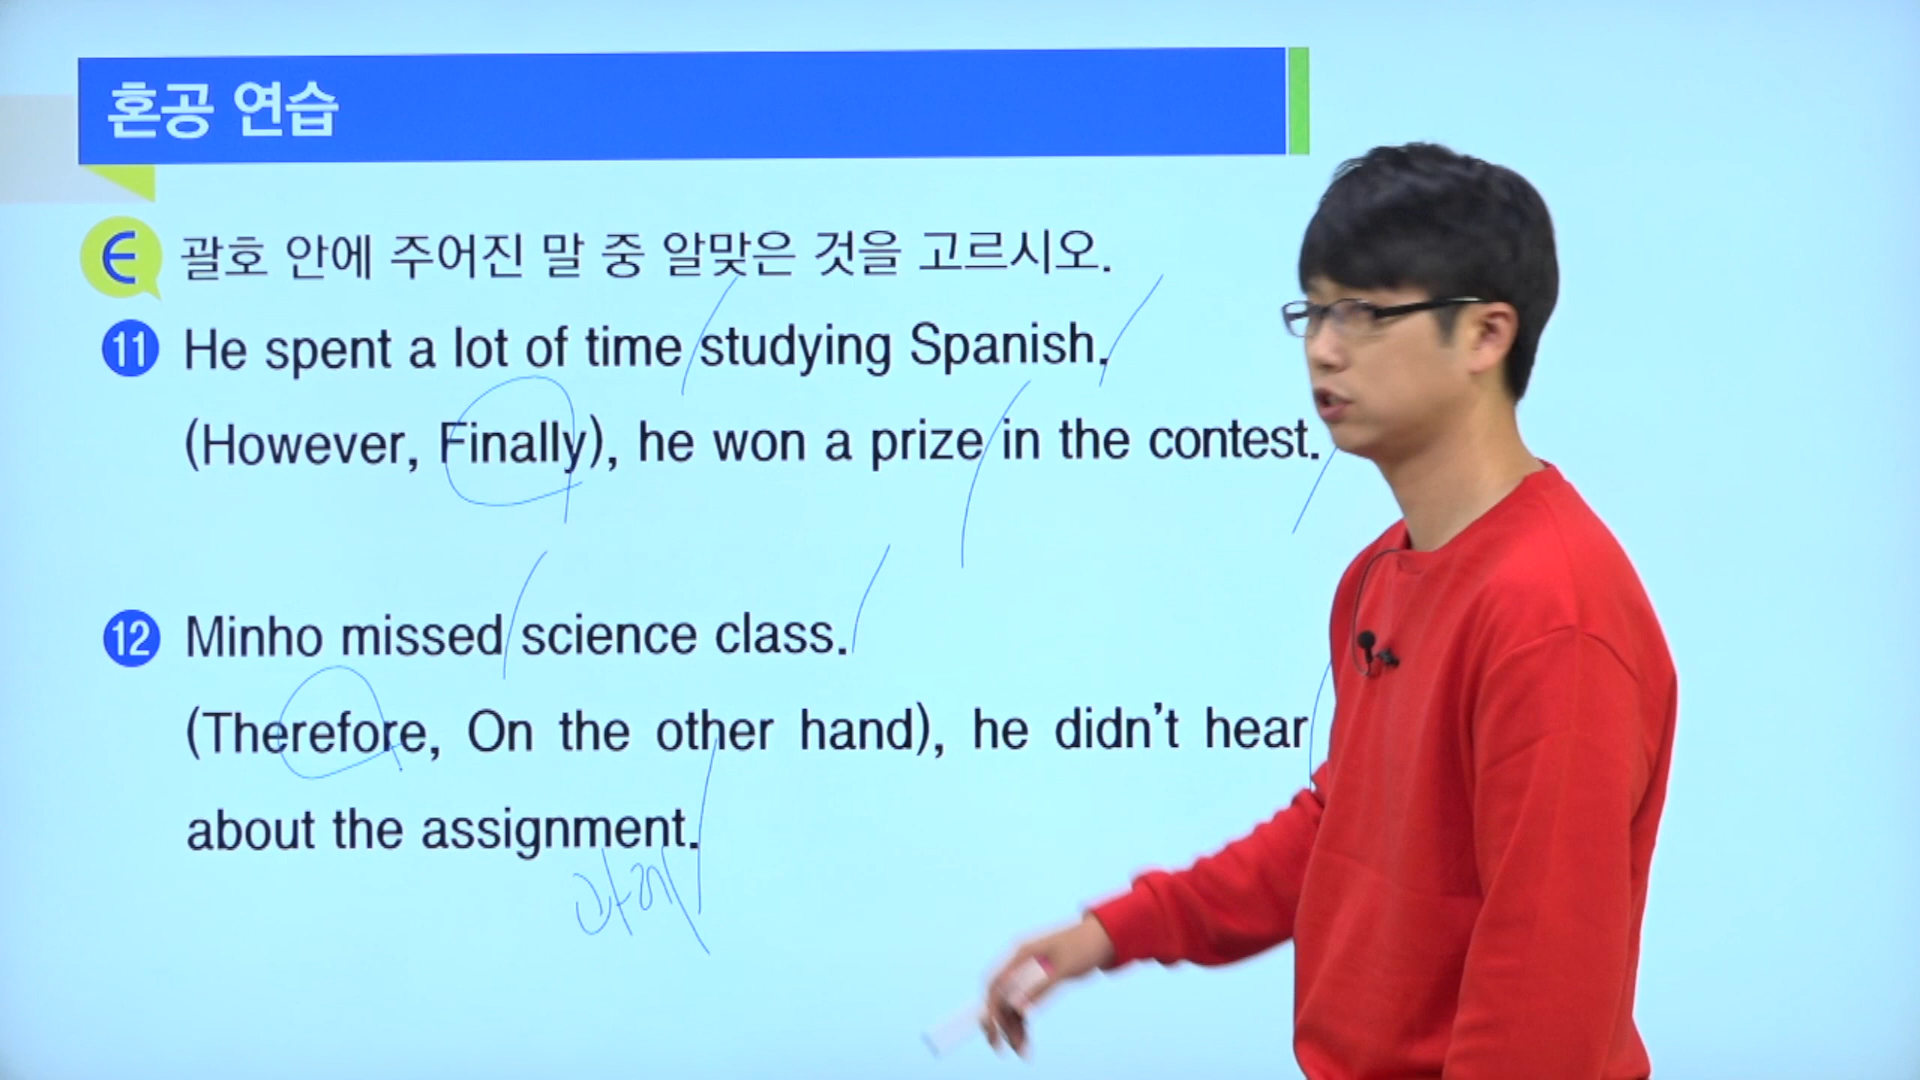 혼공 연습
E 괄호 안에 주어진 말 중 알맞은 것을 고르시오.
11 He spent a lot of time studying Spanish.
(However, Finally), he won a prize in the contest.
12 Minho missed science class.
(Therefore, On the other hand), he didn't hear
about the assignment.